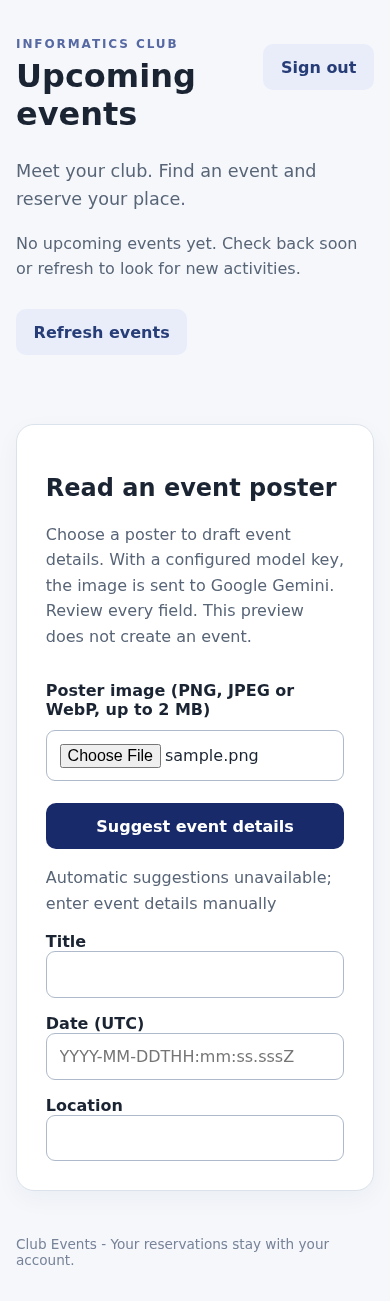 INFORMATICS CLUB
Upcoming
events
Sign out
Meet your club. Find an event and
reserve your place.
No upcoming events yet. Check back soon
or refresh to look for new activities.
Refresh events
Read an event poster
Choose a poster to draft event
details. With a configured model key,
the image is sent to Google Gemini.
Review every field. This preview
does not create an event.
Poster image (PNG, JPEG or
WebP, up to 2 MB)
Choose File sample.png
Suggest event details
Automatic suggestions unavailable;
enter event details manually
Title
Date (UTC)
YYYY-MM-DDTHH:mm:ss.sssZ
Location
Club Events - Your reservations stay with your
account.